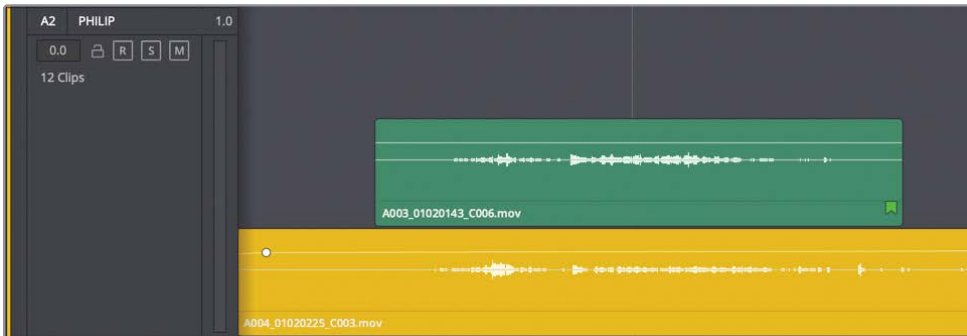 A2 PHILIP 1.0
0.0 R S M
12 Clips
A003_01020143_C006.mov
A004_01020225_C003.mov